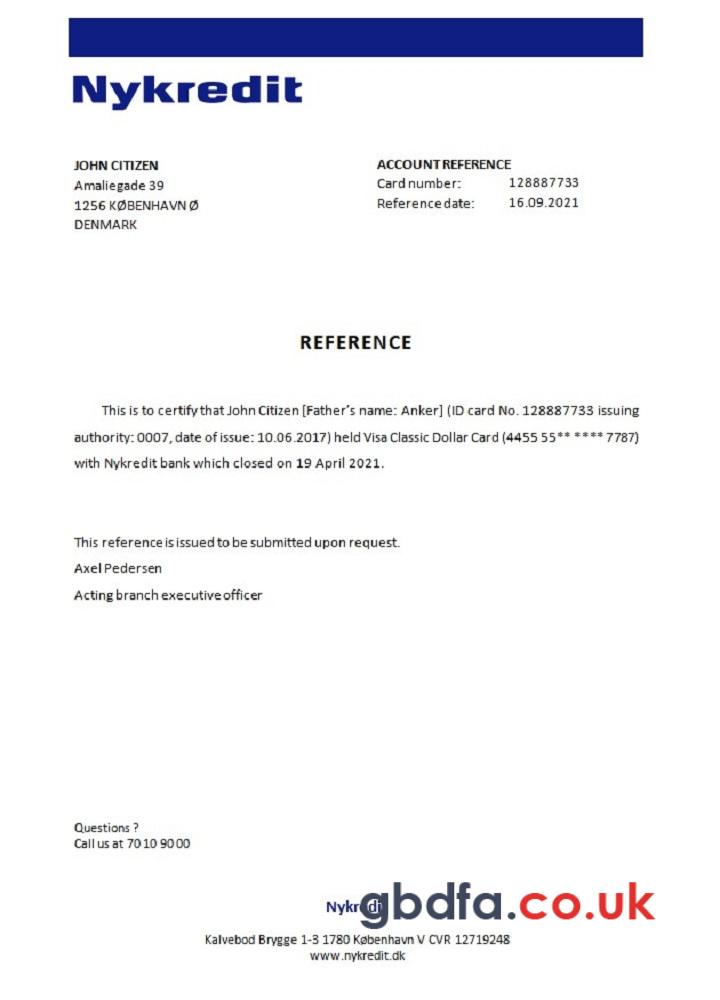 Nykredit
JOHN CITIZEN
Amaliegade 39
1256 KØBENHAVN Ø
DENMARK
ACCOUNT REFERENCE
Card number: 128887733
Reference date: 16.09.2021
REFERENCE
This is to certify that John Citizen [Father's name: Anker] (ID card No. 128887733 issuing
authority: 0007, date of issue: 10.06.2017) held Visa Classic Dollar Card (4455 55** **** 7787)
with Nykredit bank which closed on 19 April 2021.
This reference is issued to be submitted upon request.
Axel Pedersen
Acting branch executive officer
Questions ?
Call us at 70 10 90 00
gbdfa.co.uk
Kalvebod Brygge 1-3 1780 København V CVR 12719248
www.nykredit.dk